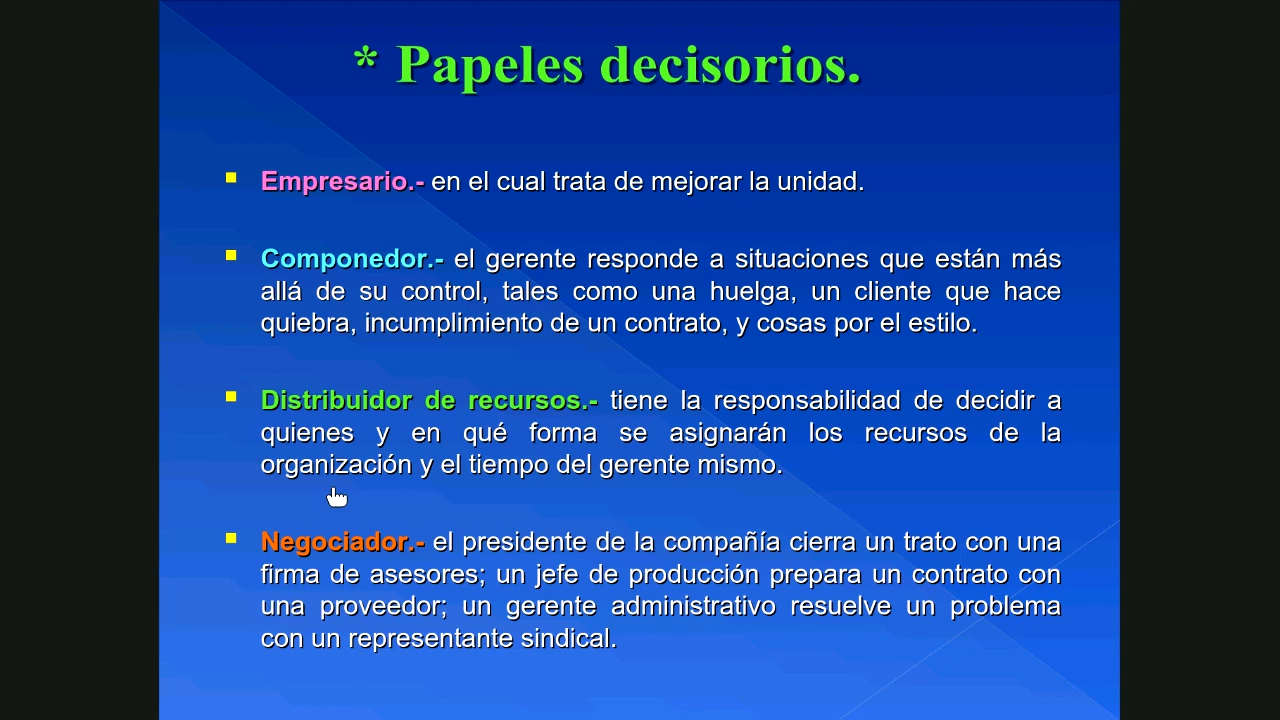 * Papeles decisorios.
Empresario.- en el cual trata de mejorar la unidad.
Componedor.- el gerente responde a situaciones que están más
allá de su control, tales como una huelga, un cliente que hace
quiebra, incumplimiento de un contrato, y cosas por el estilo.
Distribuidor de recursos.- tiene la responsabilidad de decidir a
quienes y en qué forma se asignarán los recursos de la
organización y el tiempo del gerente mismo.
Negociador.- el presidente de la compañía cierra un trato con una
firma de asesores; un jefe de producción prepara un contrato con
una proveedor; un gerente administrativo resuelve un problema
con un representante sindical.